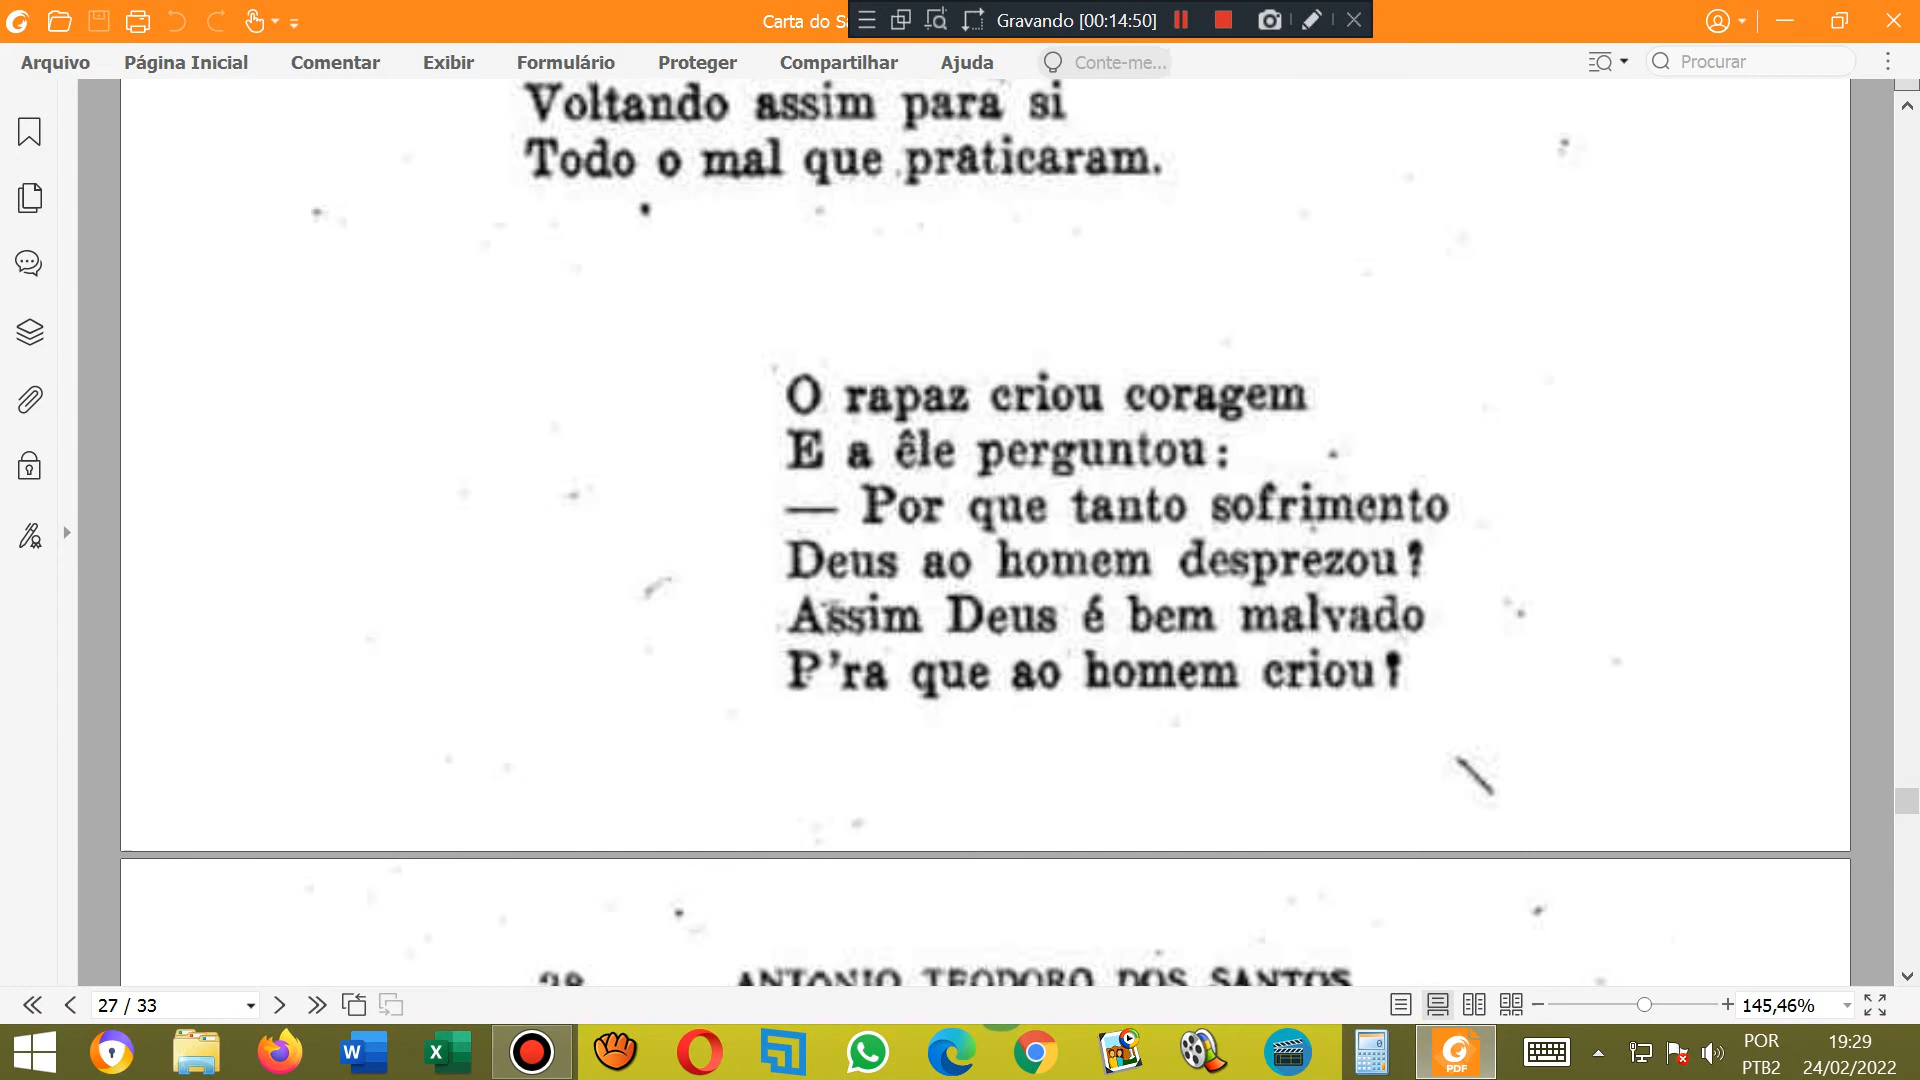 Carta do
Gravando [00:14:50]
Arquivo Página Inicial Comentar Exibir Formulário Proteger Compartilhar Ajuda Conte-me... Procurar
Voltando assim para si
Todo o mal que praticaram.
O rapaz criou coragem
E a êle perguntou:
— Por que tanto sofrimento
Deus ao homem desprezou?
Assim Deus é bem malvado
P'ra que ao homem criou?
28 ANTONIO TEODORO DOS SANTOS
27 / 33
145,46%
W X PDF
POR
PTB2
19:29
24/02/2022